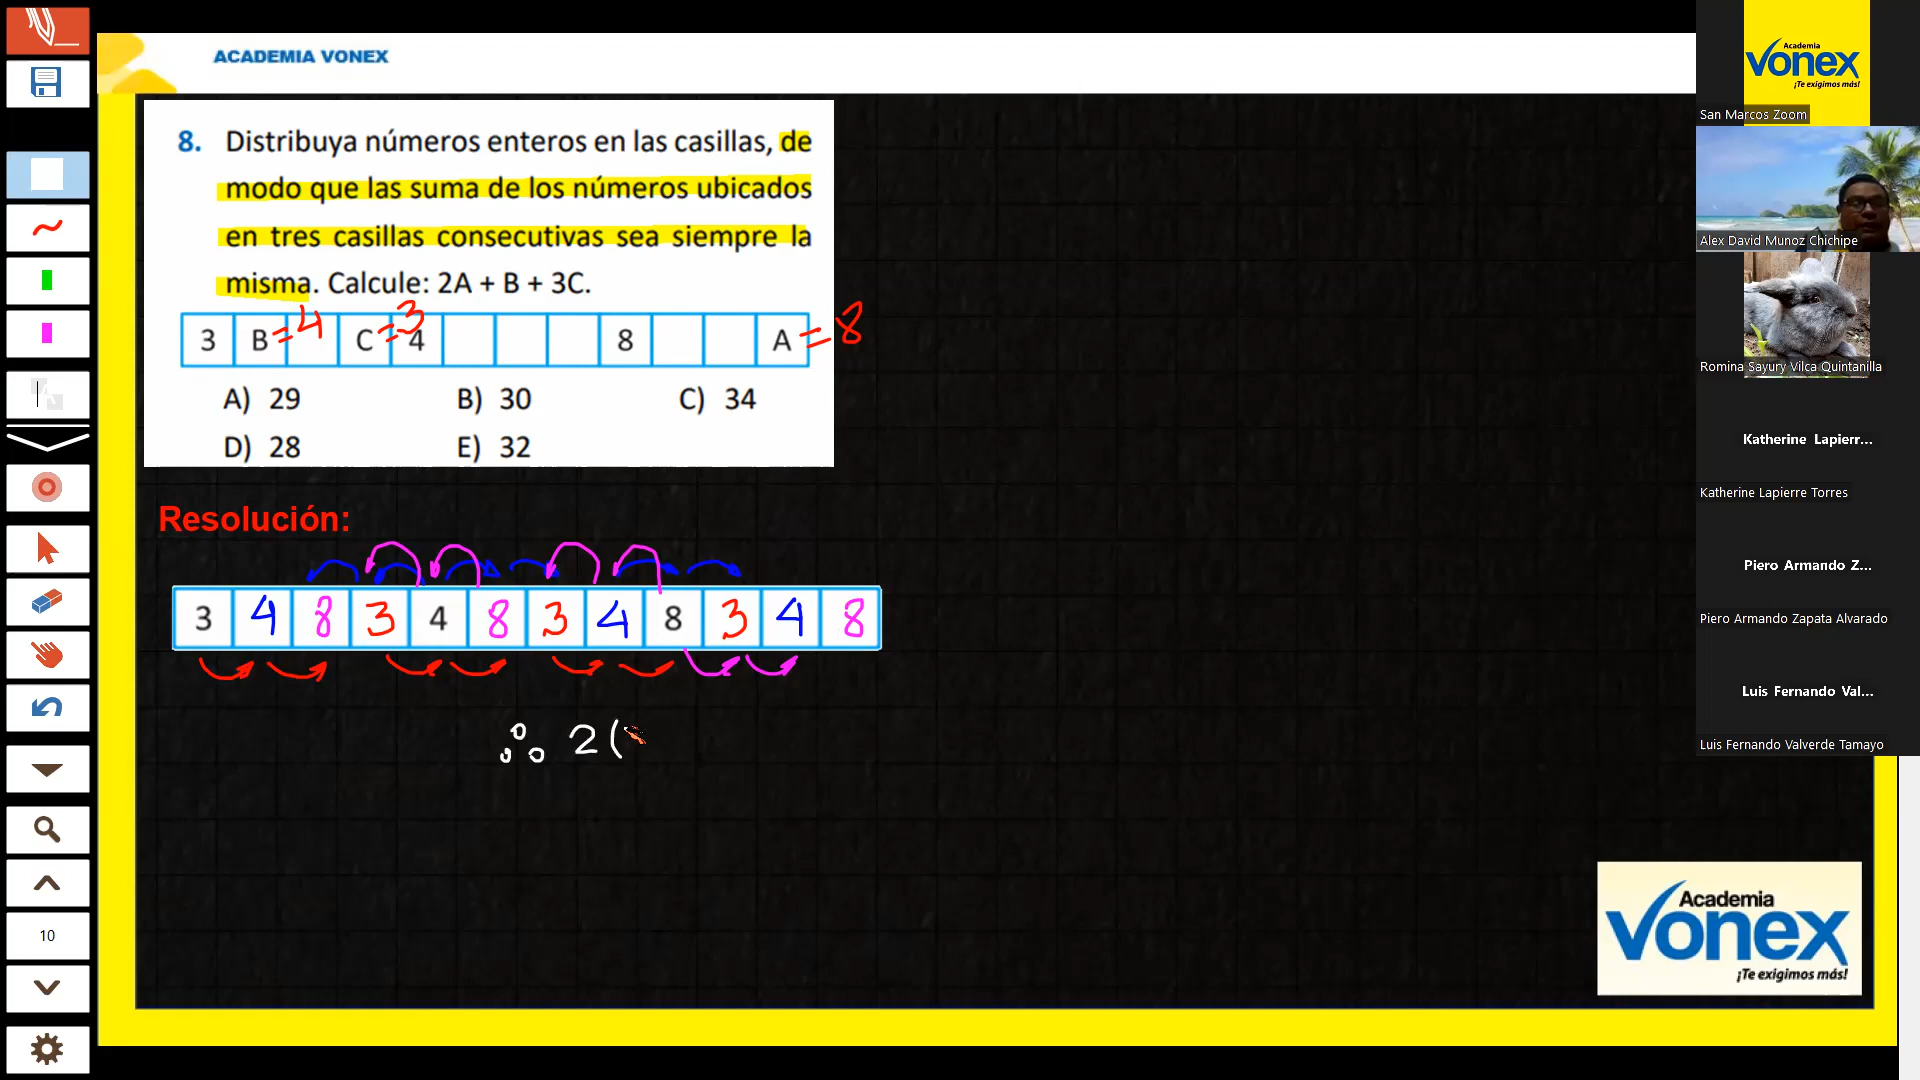 ACADEMIA VONEX
8. Distribuya números enteros en las casillas, de
modo que las suma de los números ubicados
en tres casillas consecutivas sea siempre la
misma. Calcule: 2A + B + 3C.
3 B =4 C =3 4 8 A =8
A) 29 B) 30 C) 34
D) 28 E) 32
Resolución:
3 4 8 3 4 8 3 4 8 3 4 8
∴ 2(
10
Academia
vonex
¡Te exigimos más!
San Marcos Zoom
Alex David Munoz Chichipe
Romina Sayury Vilca Quintanilla
Katherine Lapierr...
Katherine Lapierre Torres
Piero Armando Z...
Piero Armando Zapata Alvarado
Luis Fernando Val...
Luis Fernando Valverde Tamayo
Academia
vonex
¡Te exigimos más!